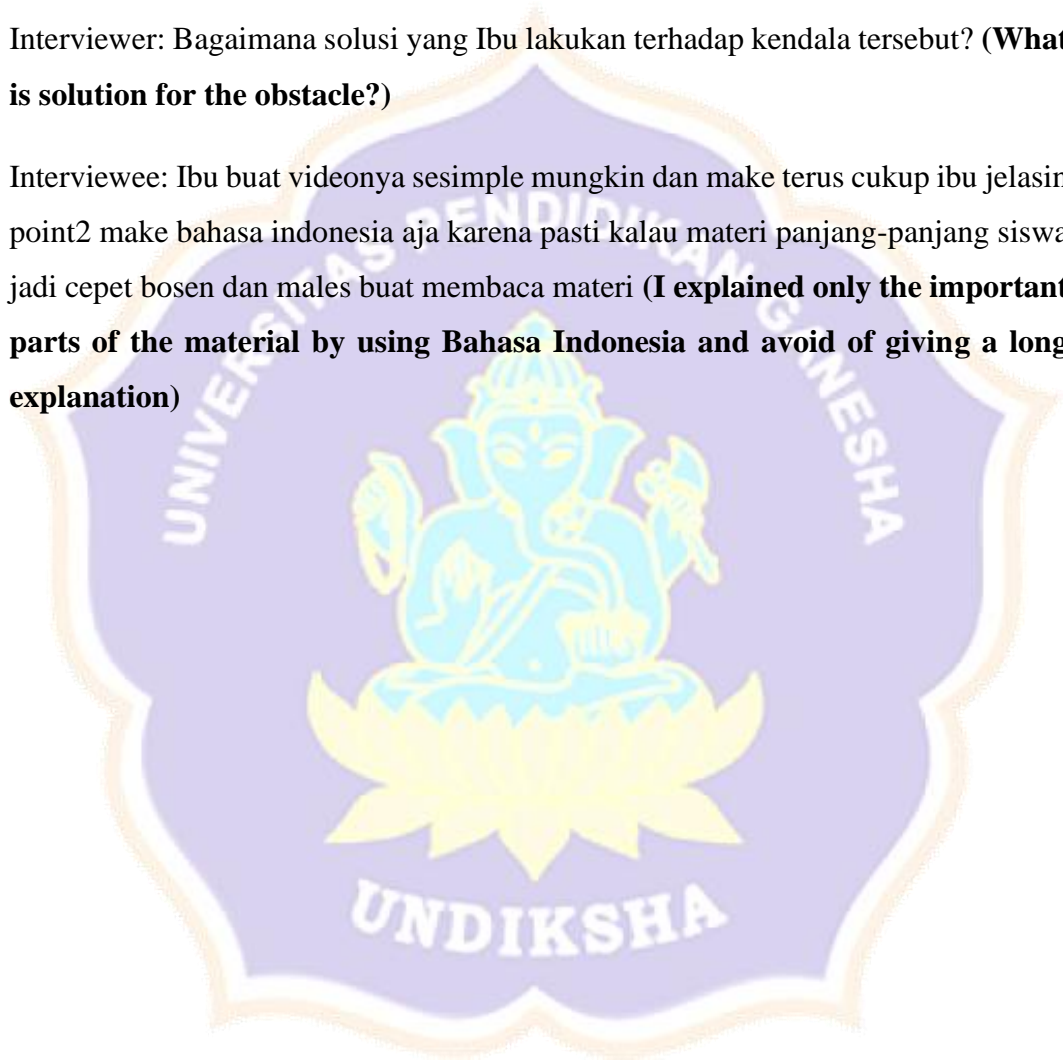 Interviewer: Bagaimana solusi yang Ibu lakukan terhadap kendala tersebut? (What
is solution for the obstacle?)
Interviewee: Ibu buat videonya sesimple mungkin dan make terus cukup ibu jelasin
point2 make bahasa indonesia aja karena pasti kalau materi panjang-panjang siswa
jadi cepet bosen dan males buat membaca materi (I explained only the important
parts of the material by using Bahasa Indonesia and avoid of giving a long
explanation)
UNIVERSITAS PENDIDIKAN GANESHA
UNDIKSHA